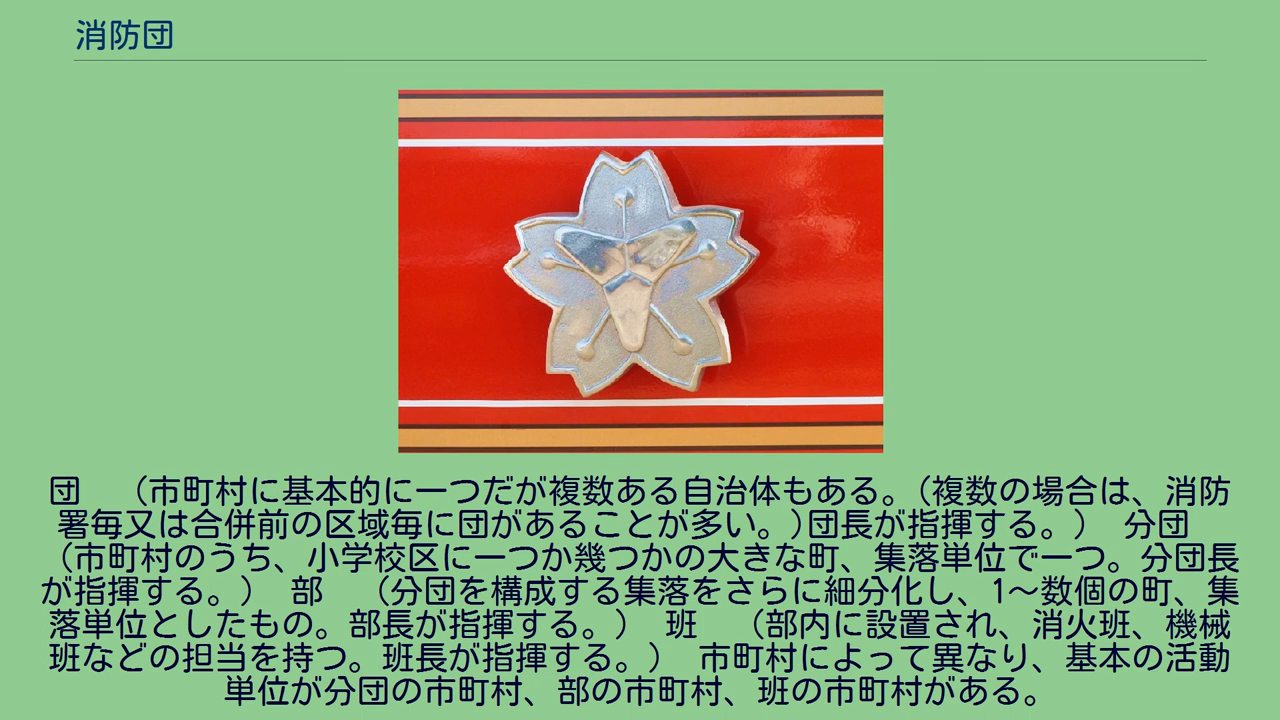 消防団
団　（市町村に基本的に一つだが複数ある自治体もある。（複数の場合は、消防
署毎又は合併前の区域毎に団があることが多い。）団長が指揮する。）　分団
（市町村のうち、小学校区に一つか幾つかの大きな町、集落単位で一つ。分団長
が指揮する。）　部　（分団を構成する集落をさらに細分化し、1～数個の町、集
落単位としたもの。部長が指揮する。）　班　（部内に設置され、消火班、機械
班などの担当を持つ。班長が指揮する。）　市町村によって異なり、基本の活動
単位が分団の市町村、部の市町村、班の市町村がある。